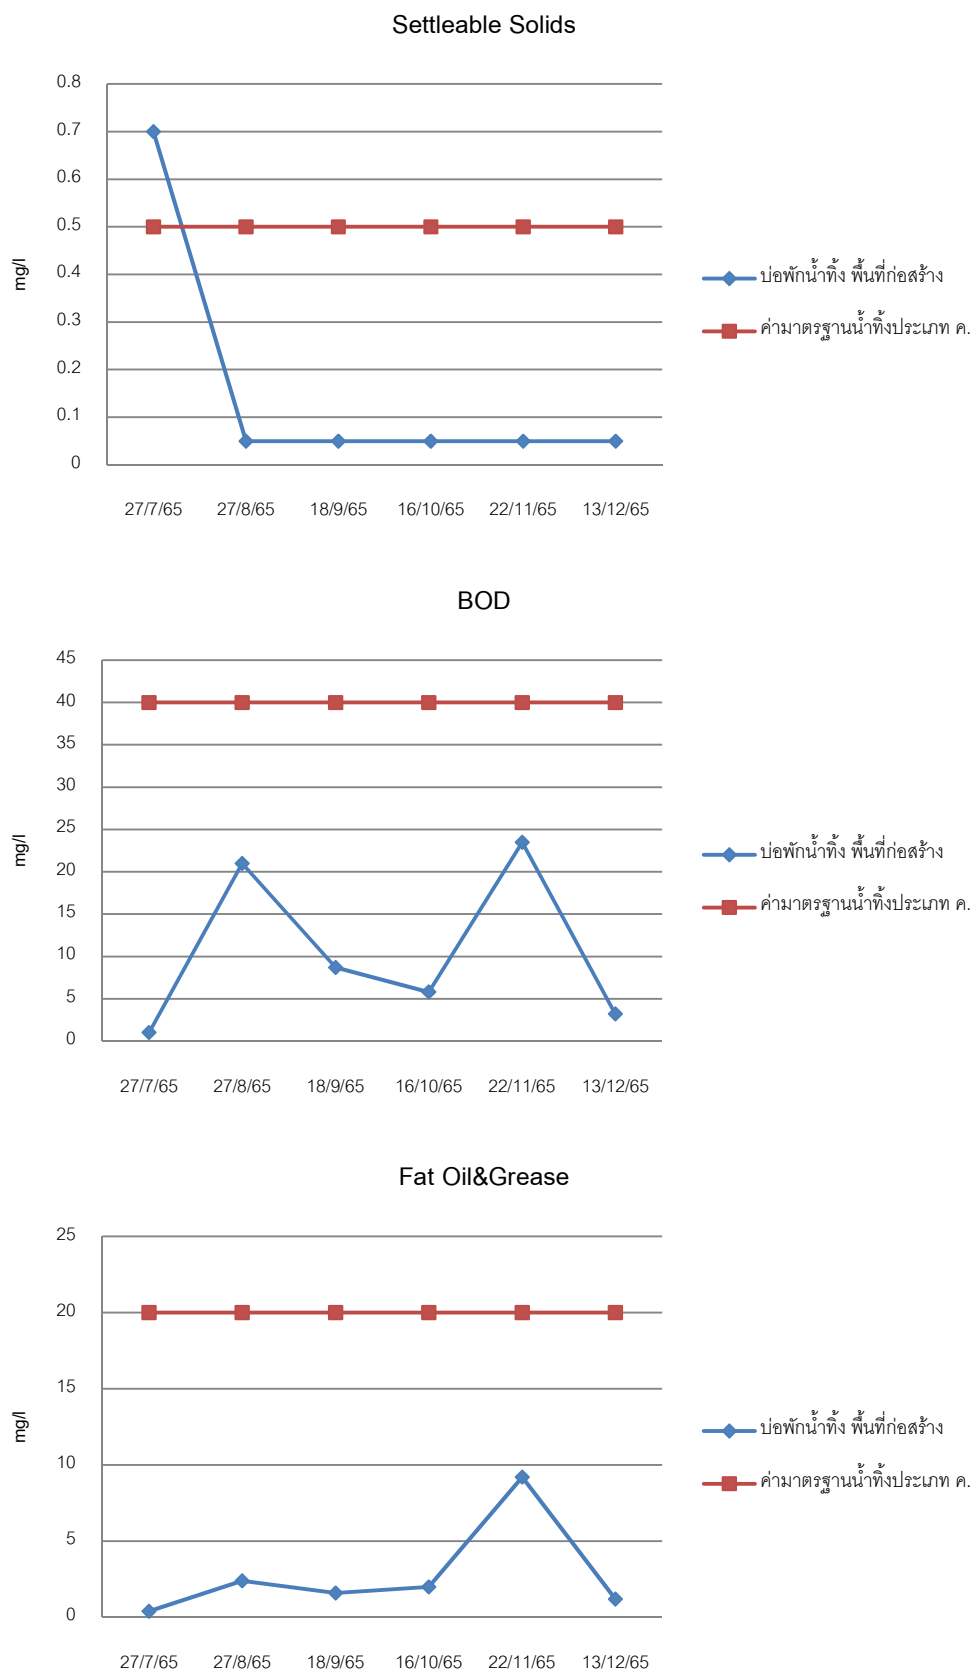 Settleable Solids
0.8
0.7
0.6
0.5
0.4
0.3
0.2
0.1
0
mg/l
27/7/65 27/8/65 18/9/65 16/10/65 22/11/65 13/12/65
บ่อพักน้ำทิ้ง พื้นที่ก่อสร้าง
ค่ามาตรฐานน้ำทิ้งประเภท ค.
BOD
45
40
35
30
25
20
15
10
5
0
mg/l
27/7/65 27/8/65 18/9/65 16/10/65 22/11/65 13/12/65
บ่อพักน้ำทิ้ง พื้นที่ก่อสร้าง
ค่ามาตรฐานน้ำทิ้งประเภท ค.
Fat Oil&Grease
25
20
15
10
5
0
mg/l
27/7/65 27/8/65 18/9/65 16/10/65 22/11/65 13/12/65
บ่อพักน้ำทิ้ง พื้นที่ก่อสร้าง
ค่ามาตรฐานน้ำทิ้งประเภท ค.